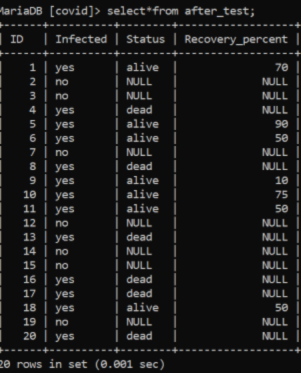 MariaDB [covid]> select*from after_test;
| ID | Infected | Status | Recovery_percent |
| 1 | yes | alive | 70 |
| 2 | no | NULL | NULL |
| 3 | no | NULL | NULL |
| 4 | yes | dead | NULL |
| 5 | yes | alive | 90 |
| 6 | yes | alive | 50 |
| 7 | no | NULL | NULL |
| 8 | yes | dead | NULL |
| 9 | yes | alive | 10 |
| 10 | yes | alive | 75 |
| 11 | yes | alive | 50 |
| 12 | no | NULL | NULL |
| 13 | yes | dead | NULL |
| 14 | no | NULL | NULL |
| 15 | no | NULL | NULL |
| 16 | yes | dead | NULL |
| 17 | yes | dead | NULL |
| 18 | yes | alive | 50 |
| 19 | no | NULL | NULL |
| 20 | yes | dead | NULL |
20 rows in set (0.001 sec)